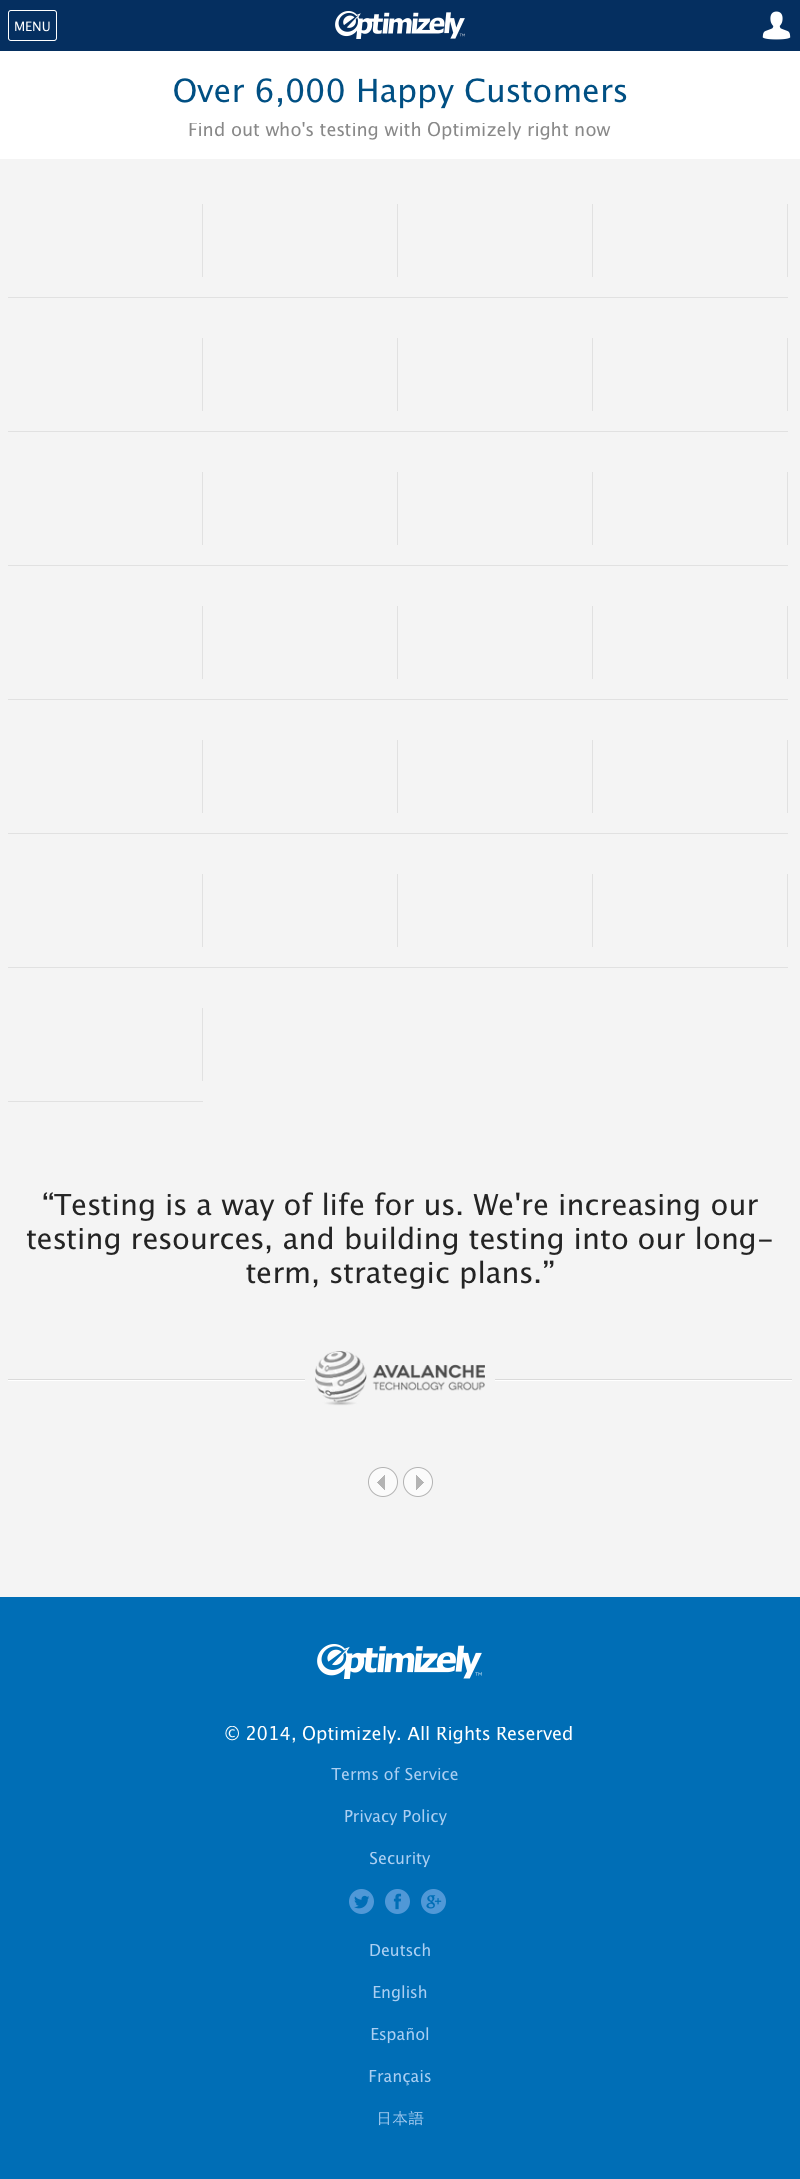 MENU
Optimizely™
Over 6,000 Happy Customers
Find out who's testing with Optimizely right now
“Testing is a way of life for us. We're increasing our
testing resources, and building testing into our long-
term, strategic plans.”
AVALANCHE
TECHNOLOGY GROUP
Optimizely™
© 2014, Optimizely. All Rights Reserved
Terms of Service
Privacy Policy
Security
Deutsch
English
Español
Français
日本語